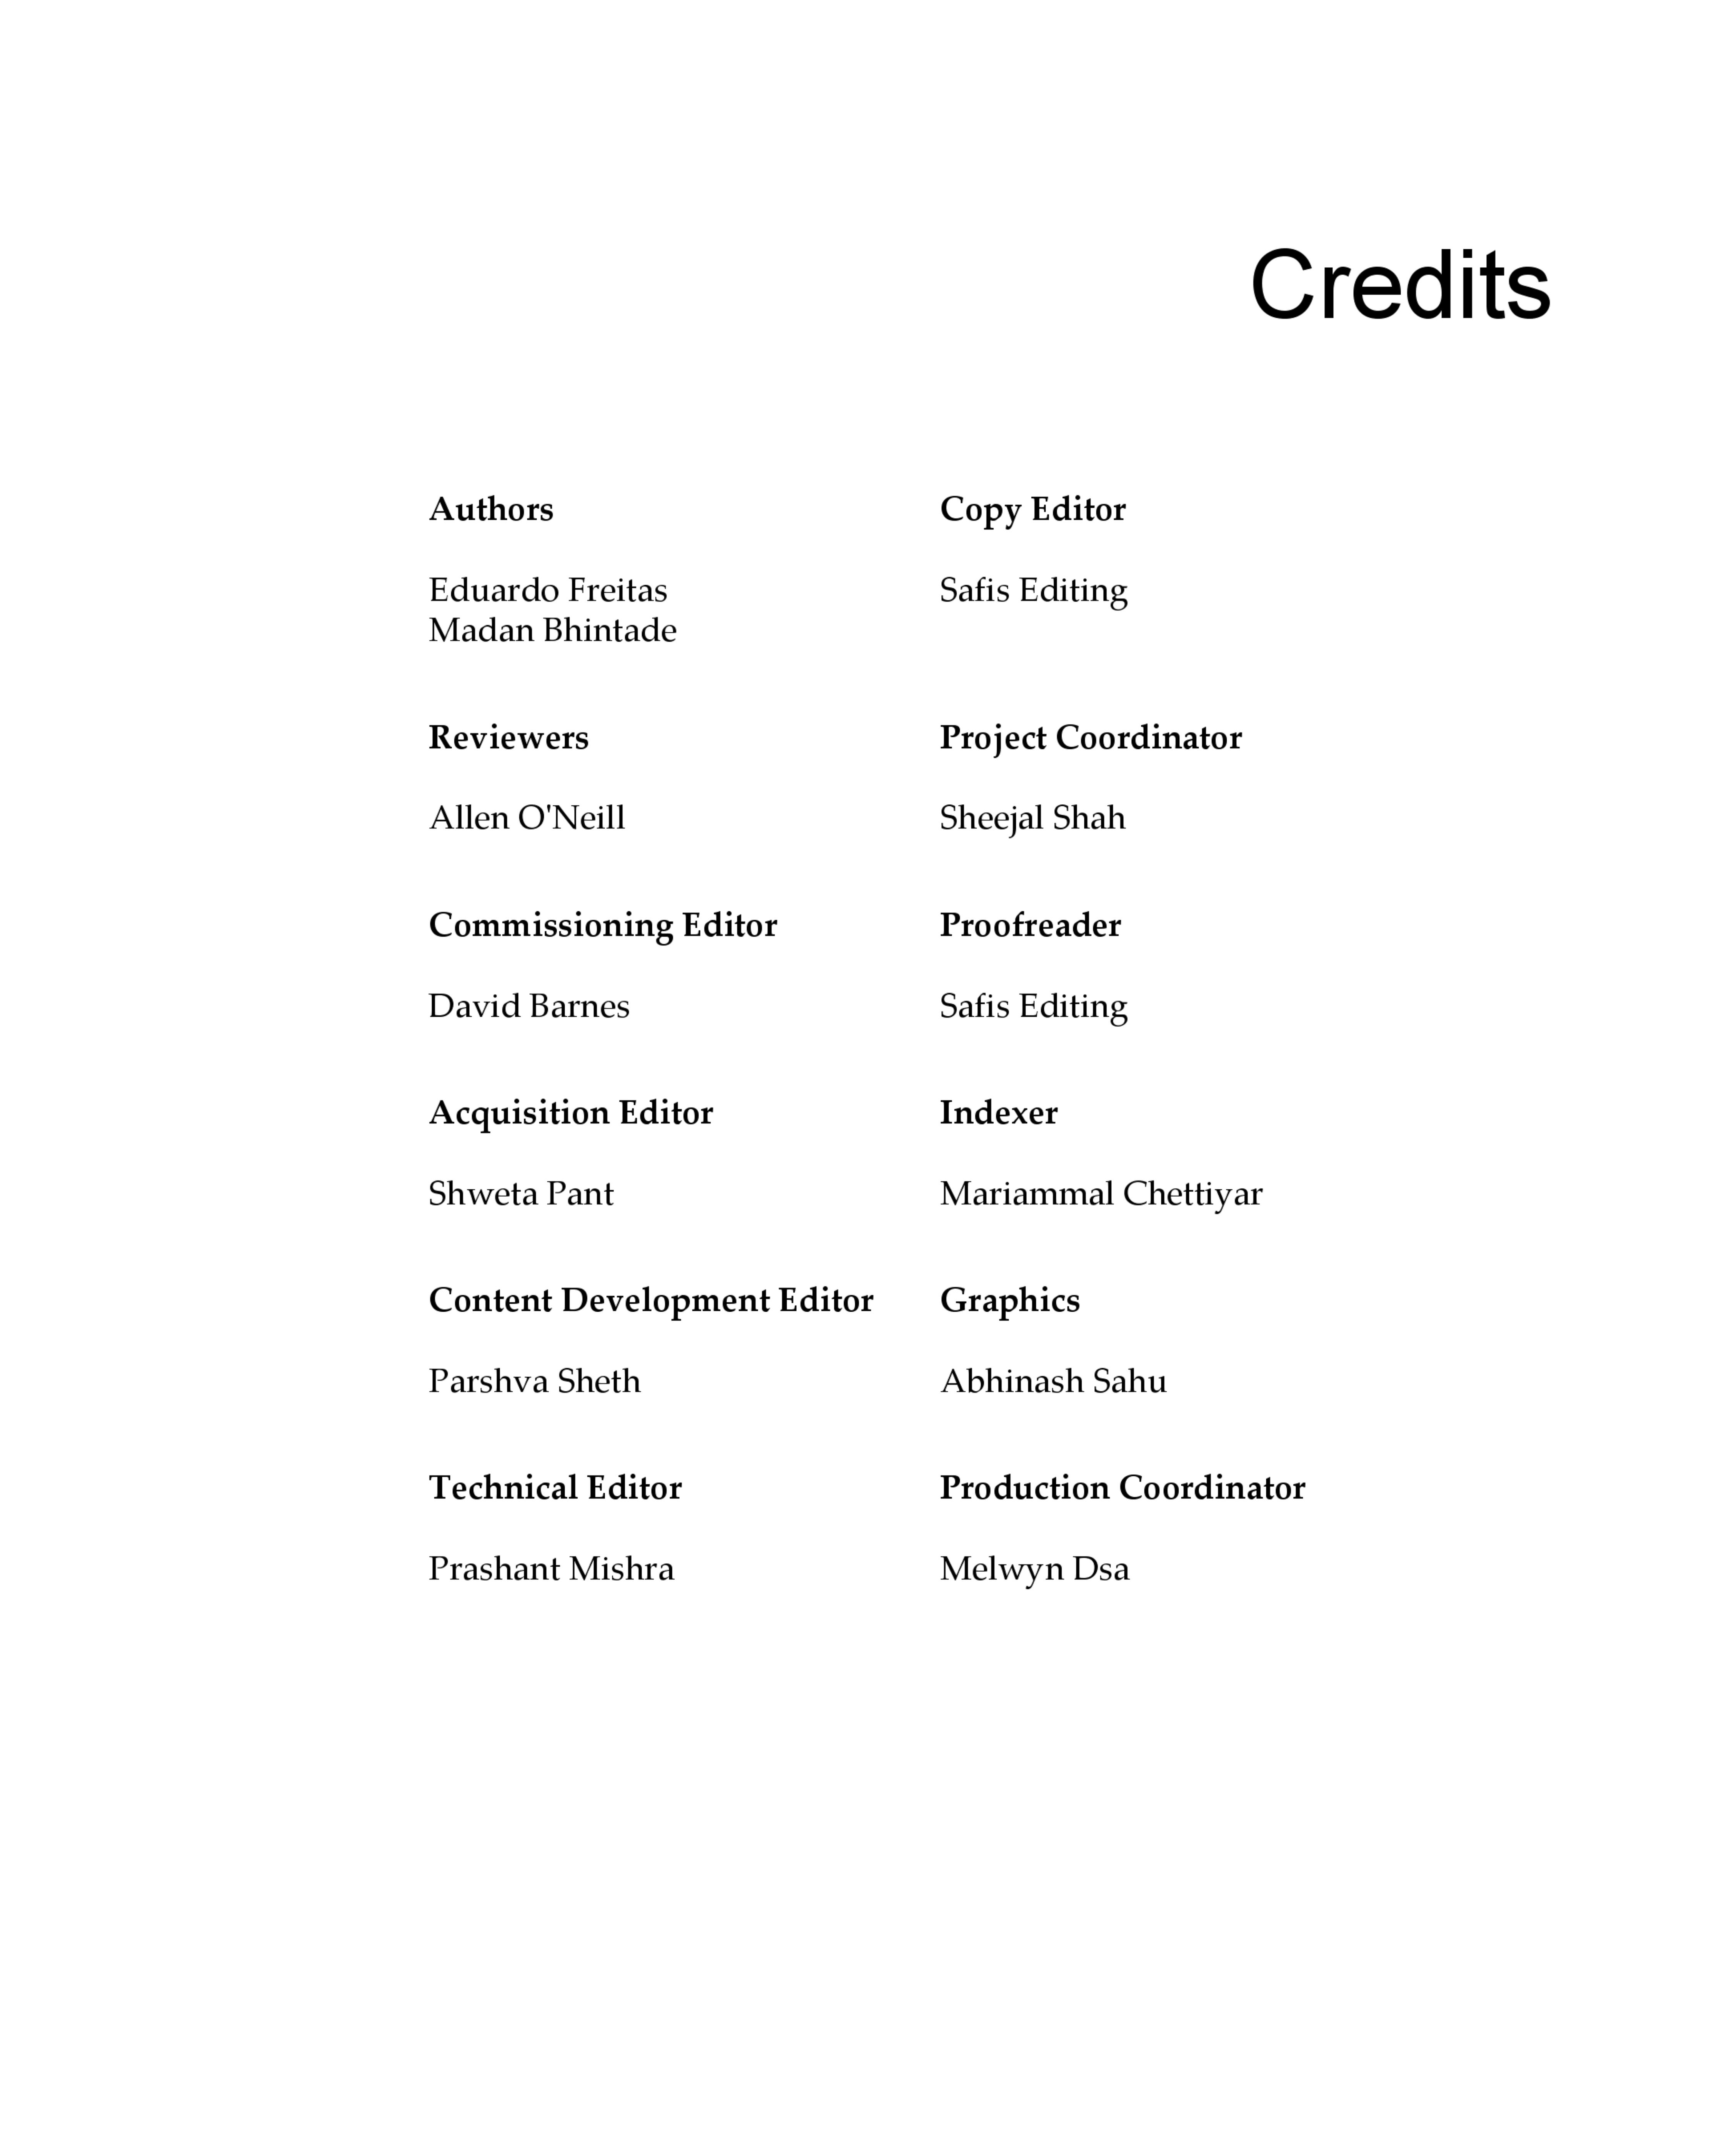 Credits
Authors
Eduardo Freitas
Madan Bhintade
Copy Editor
Safis Editing
Reviewers
Allen O'Neill
Project Coordinator
Sheejal Shah
Commissioning Editor
David Barnes
Proofreader
Safis Editing
Acquisition Editor
Shweta Pant
Indexer
Mariammal Chettiyar
Content Development Editor
Parshva Sheth
Graphics
Abhinash Sahu
Technical Editor
Prashant Mishra
Production Coordinator
Melwyn Dsa